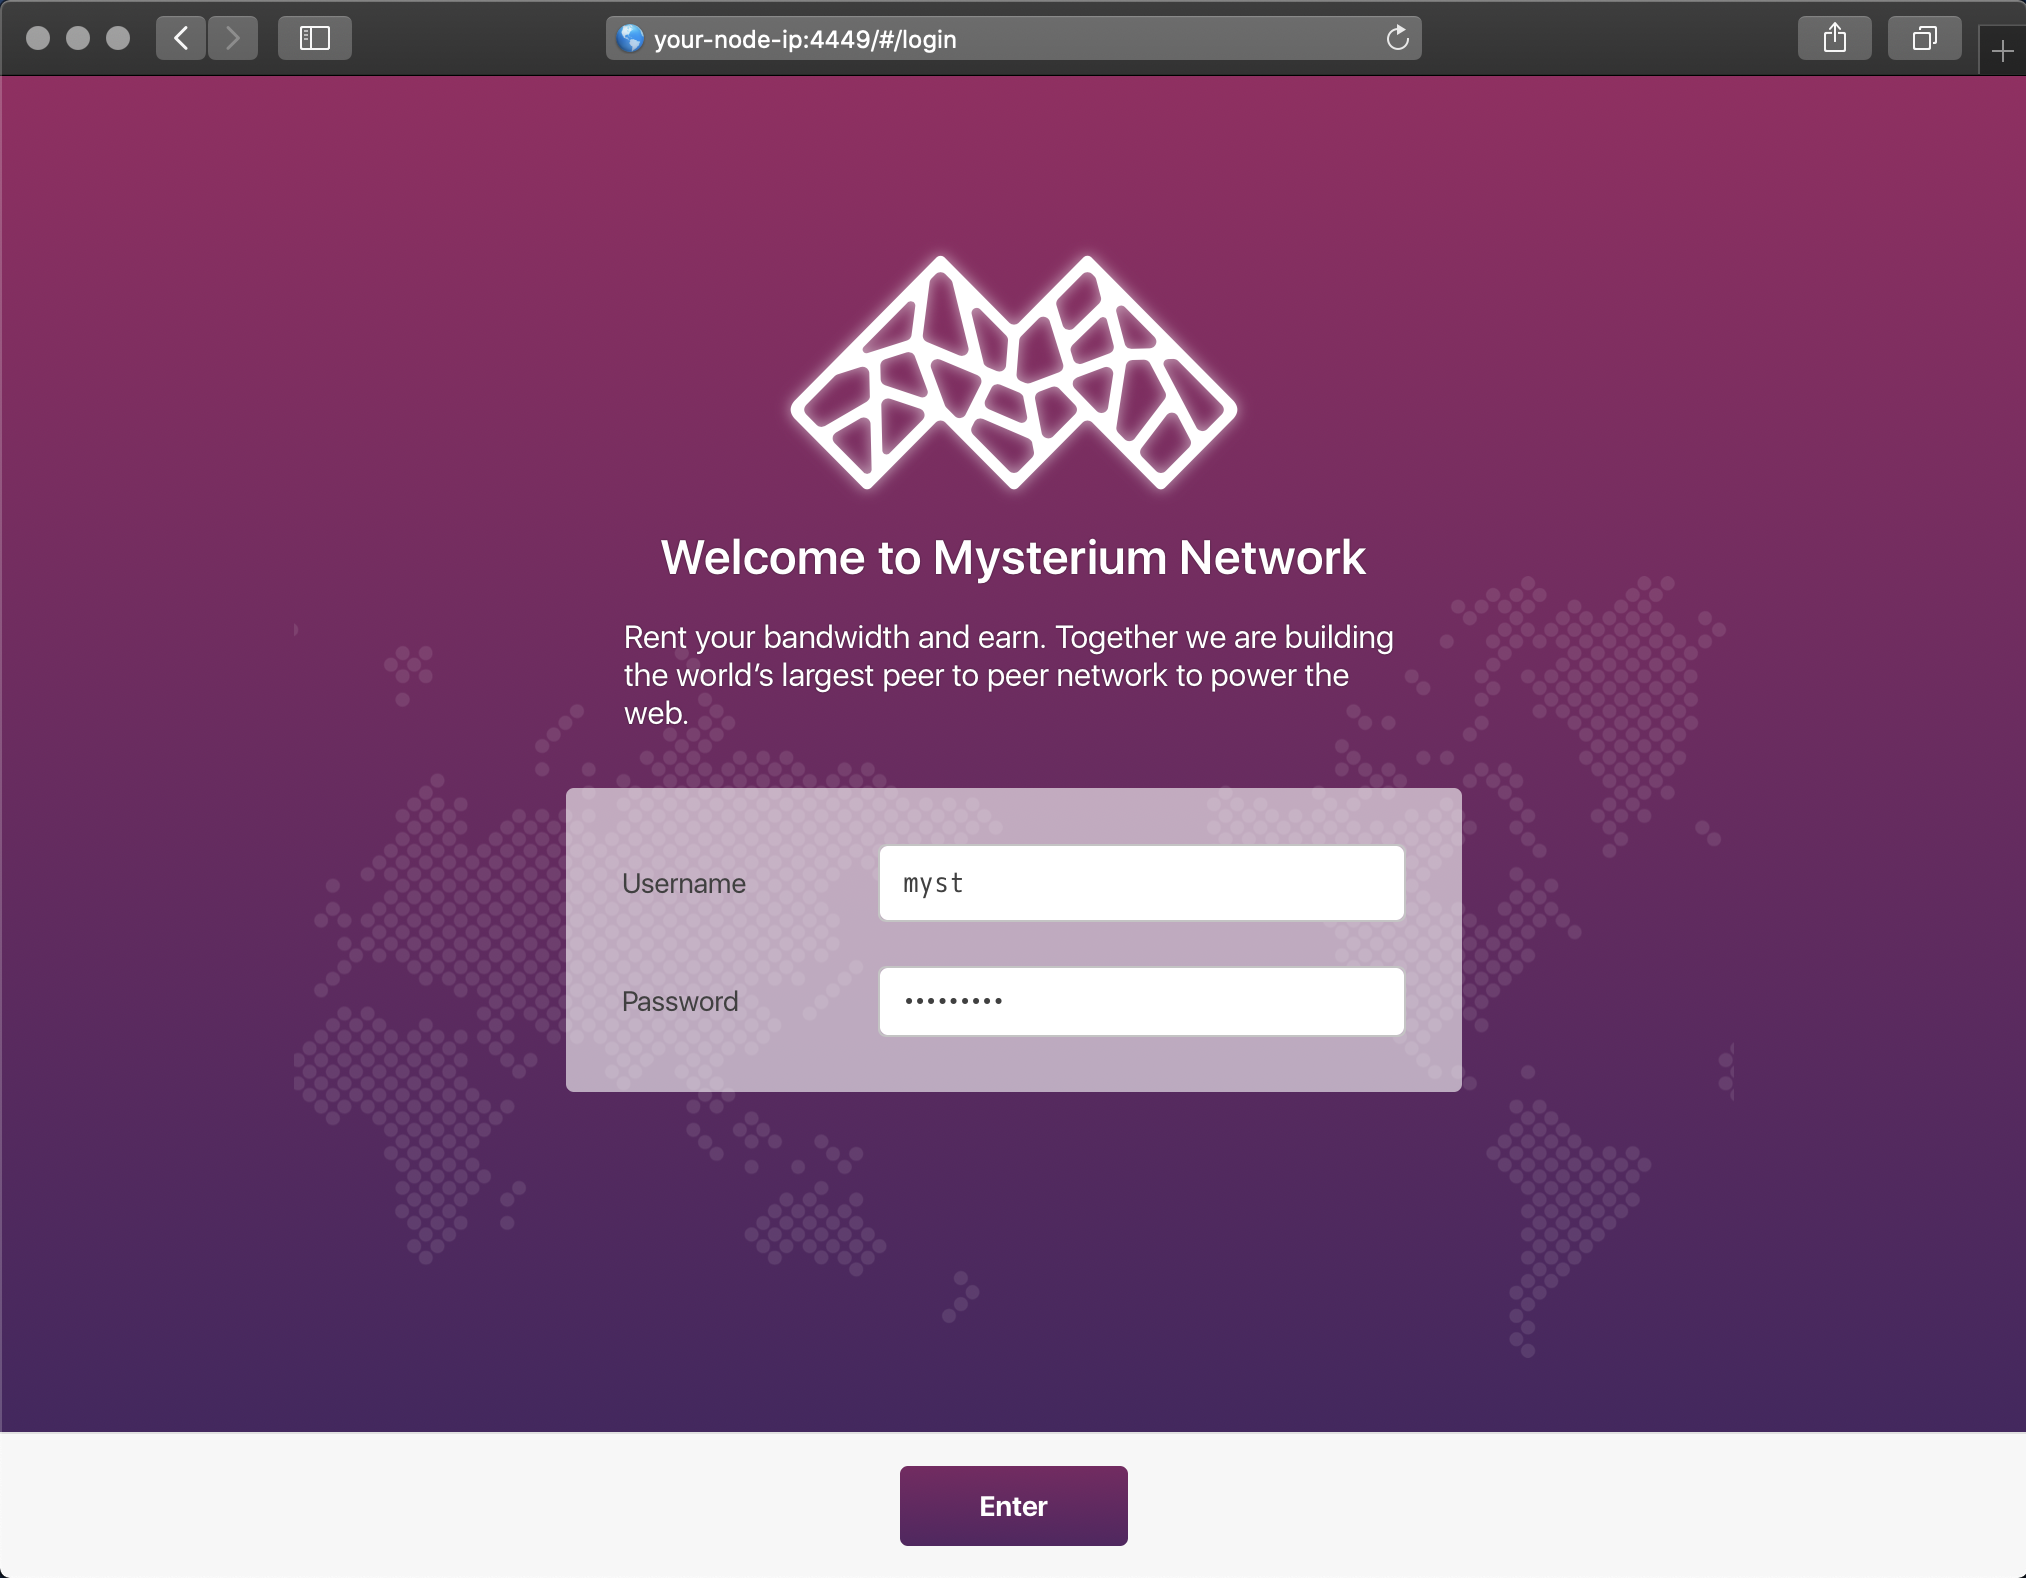 your-node-ip:4449/#/login
Welcome to Mysterium Network
Rent your bandwidth and earn. Together we are building
the world’s largest peer to peer network to power the
web.
Username
myst
Password
•••••••••
Enter